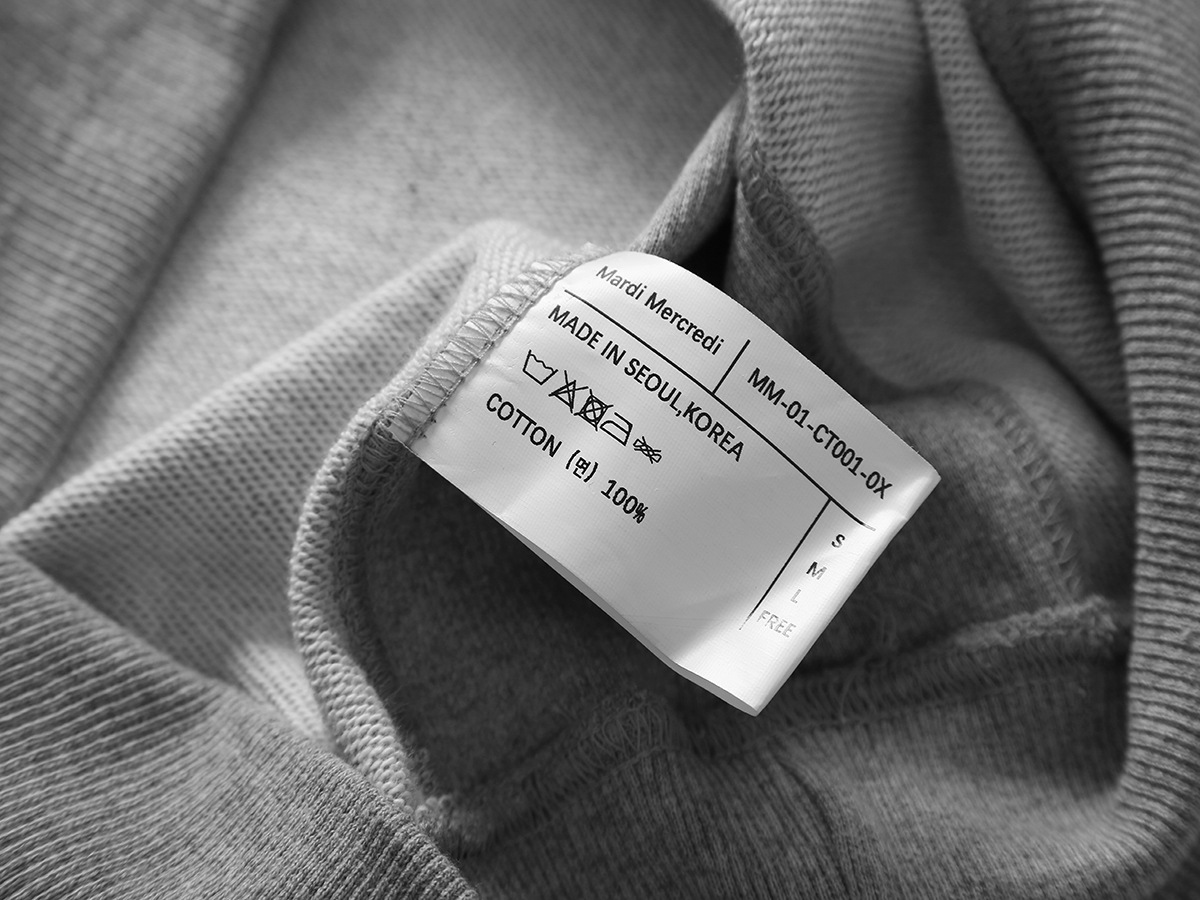 Mardi Mercredi
MM-01-CT001-0X
MADE IN SEOUL,KOREA
COTTON (면) 100%
S
M
L
FREE